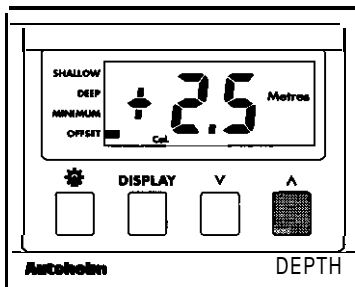 SHALLOW
DEEP
MINIMUM
OFFSET
+2.5 Metres
Cal.
DISPLAY
Autohelm DEPTH